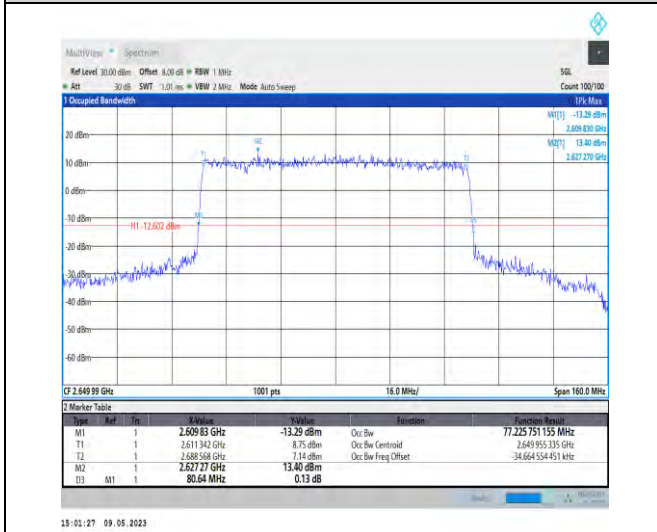 MultiView Spectrum
Ref Level 30.00 dBm Offset 8.00 dB RBW 1 MHz SGL
Att 30 dB SWT 1.01 ms VBW 2 MHz Mode Auto Sweep Count 100/100
1 Occupied Bandwidth 1Pk Max
M1[1] -13.29 dBm
2.609 830 GHz
M2[1] 13.40 dBm
2.627 270 GHz
20 dBm
M2
T1
T2
10 dBm
0 dBm
-10 dBm
M1
H1 -12.602 dBm
-20 dBm
-30 dBm
-40 dBm
-50 dBm
-60 dBm
CF 2.649 99 GHz 1001 pts 16.0 MHz/ Span 160.0 MHz
2 Marker Table
Type Ref Trc X-Value Y-Value Function Function Result
M1 1 2.609 83 GHz -13.29 dBm Occ Bw 77.225 751 155 MHz
T1 1 2.611 342 GHz 8.75 dBm Occ Bw Centroid 2.649 955 335 GHz
T2 1 2.688 568 GHz 7.14 dBm Occ Bw Freq Offset -34.664 554 451 kHz
M2 1 2.627 27 GHz 13.40 dBm
D3 M1 1 80.64 MHz 0.13 dB
15:01:27 09.05.2023